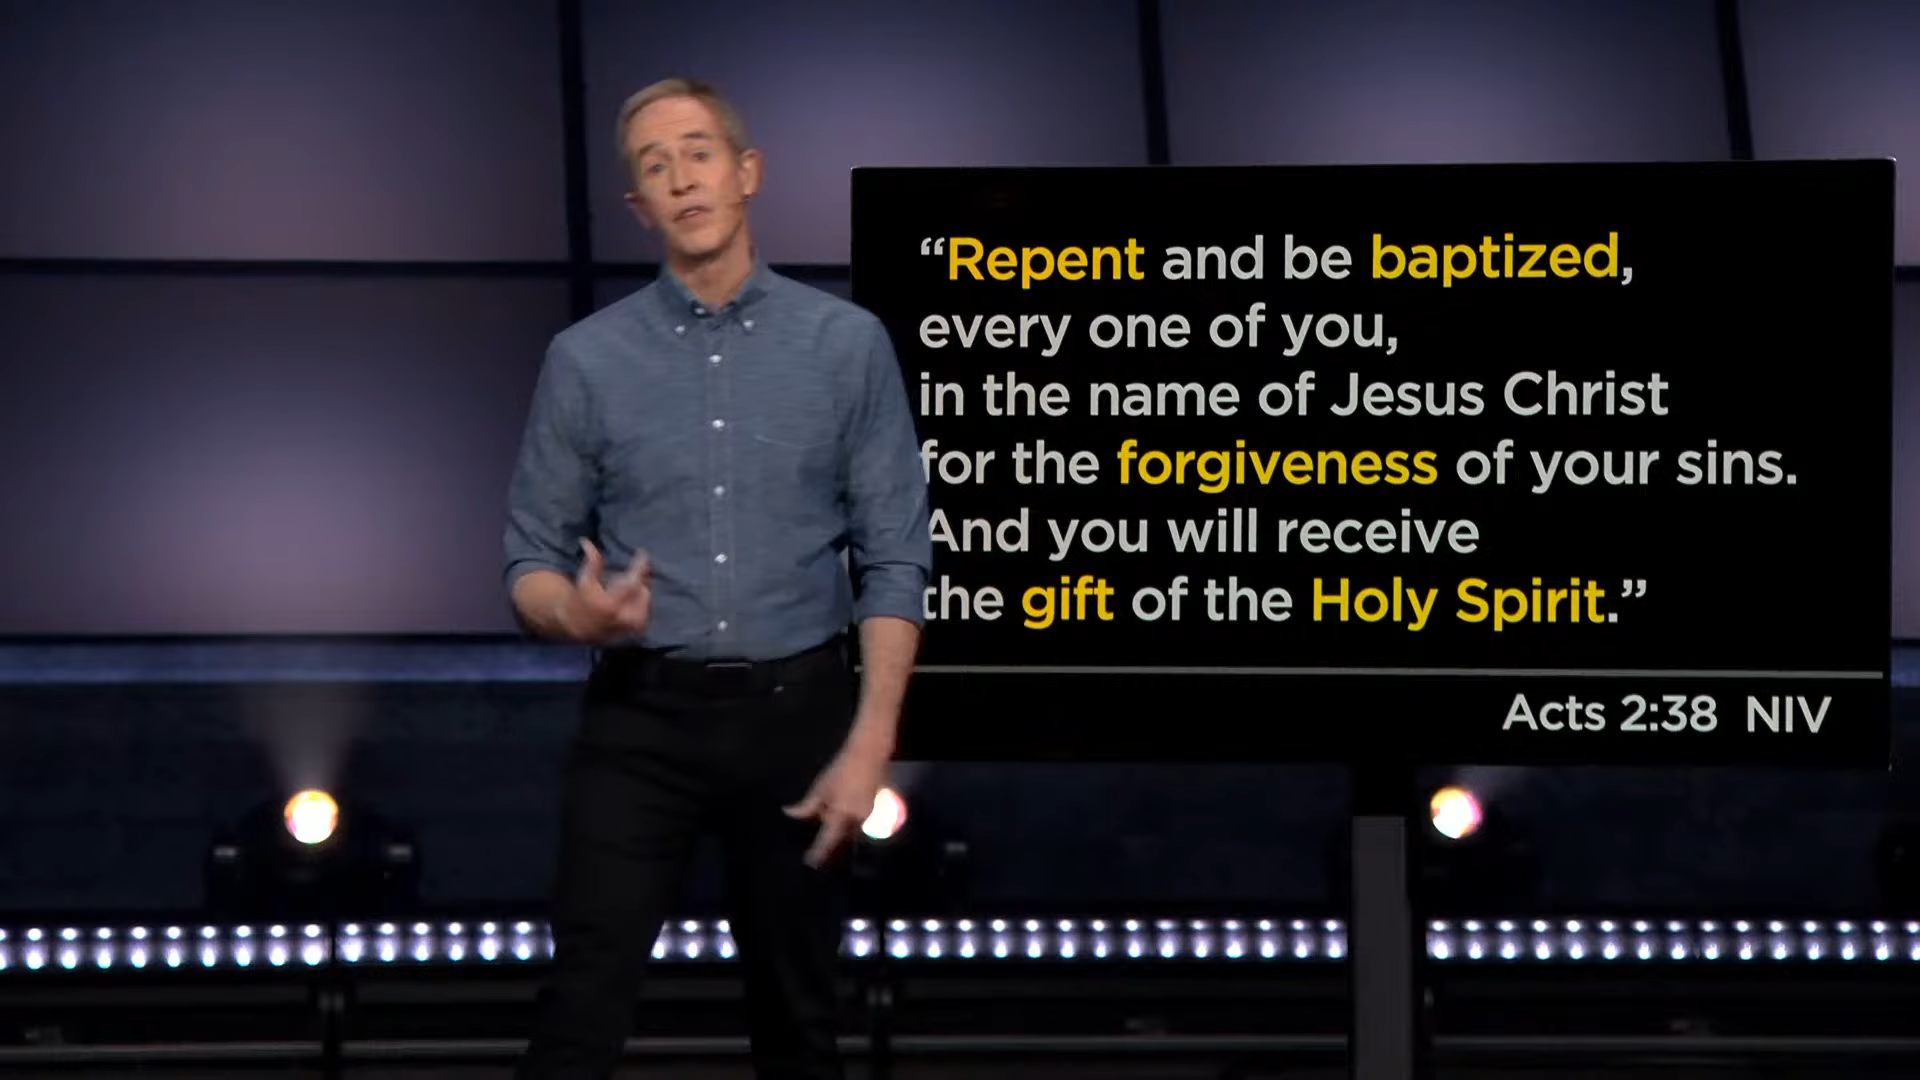 “Repent and be baptized,
every one of you,
in the name of Jesus Christ
for the forgiveness of your sins.
And you will receive
the gift of the Holy Spirit.”
Acts 2:38 NIV